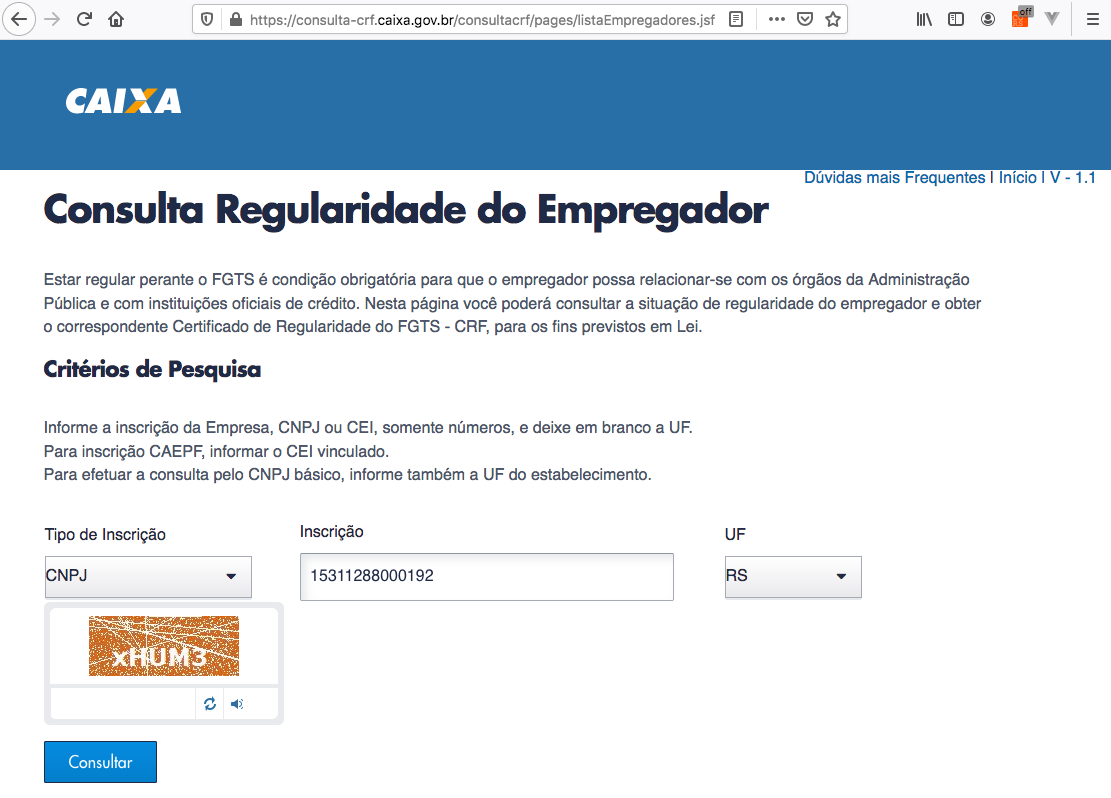 off
https://consulta-crf.caixa.gov.br/consultacrf/pages/listaEmpregadores.jsf
CAIXA
Dúvidas mais Frequentes | Início | V - 1.1
Consulta Regularidade do Empregador
Estar regular perante o FGTS é condição obrigatória para que o empregador possa relacionar-se com os órgãos da Administração
Pública e com instituições oficiais de crédito. Nesta página você poderá consultar a situação de regularidade do empregador e obter
o correspondente Certificado de Regularidade do FGTS - CRF, para os fins previstos em Lei.
Critérios de Pesquisa
Informe a inscrição da Empresa, CNPJ ou CEI, somente números, e deixe em branco a UF.
Para inscrição CAEPF, informar o CEI vinculado.
Para efetuar a consulta pelo CNPJ básico, informe também a UF do estabelecimento.
Tipo de Inscrição
Inscrição
UF
CNPJ
15311288000192
RS
xHUM3
Consultar